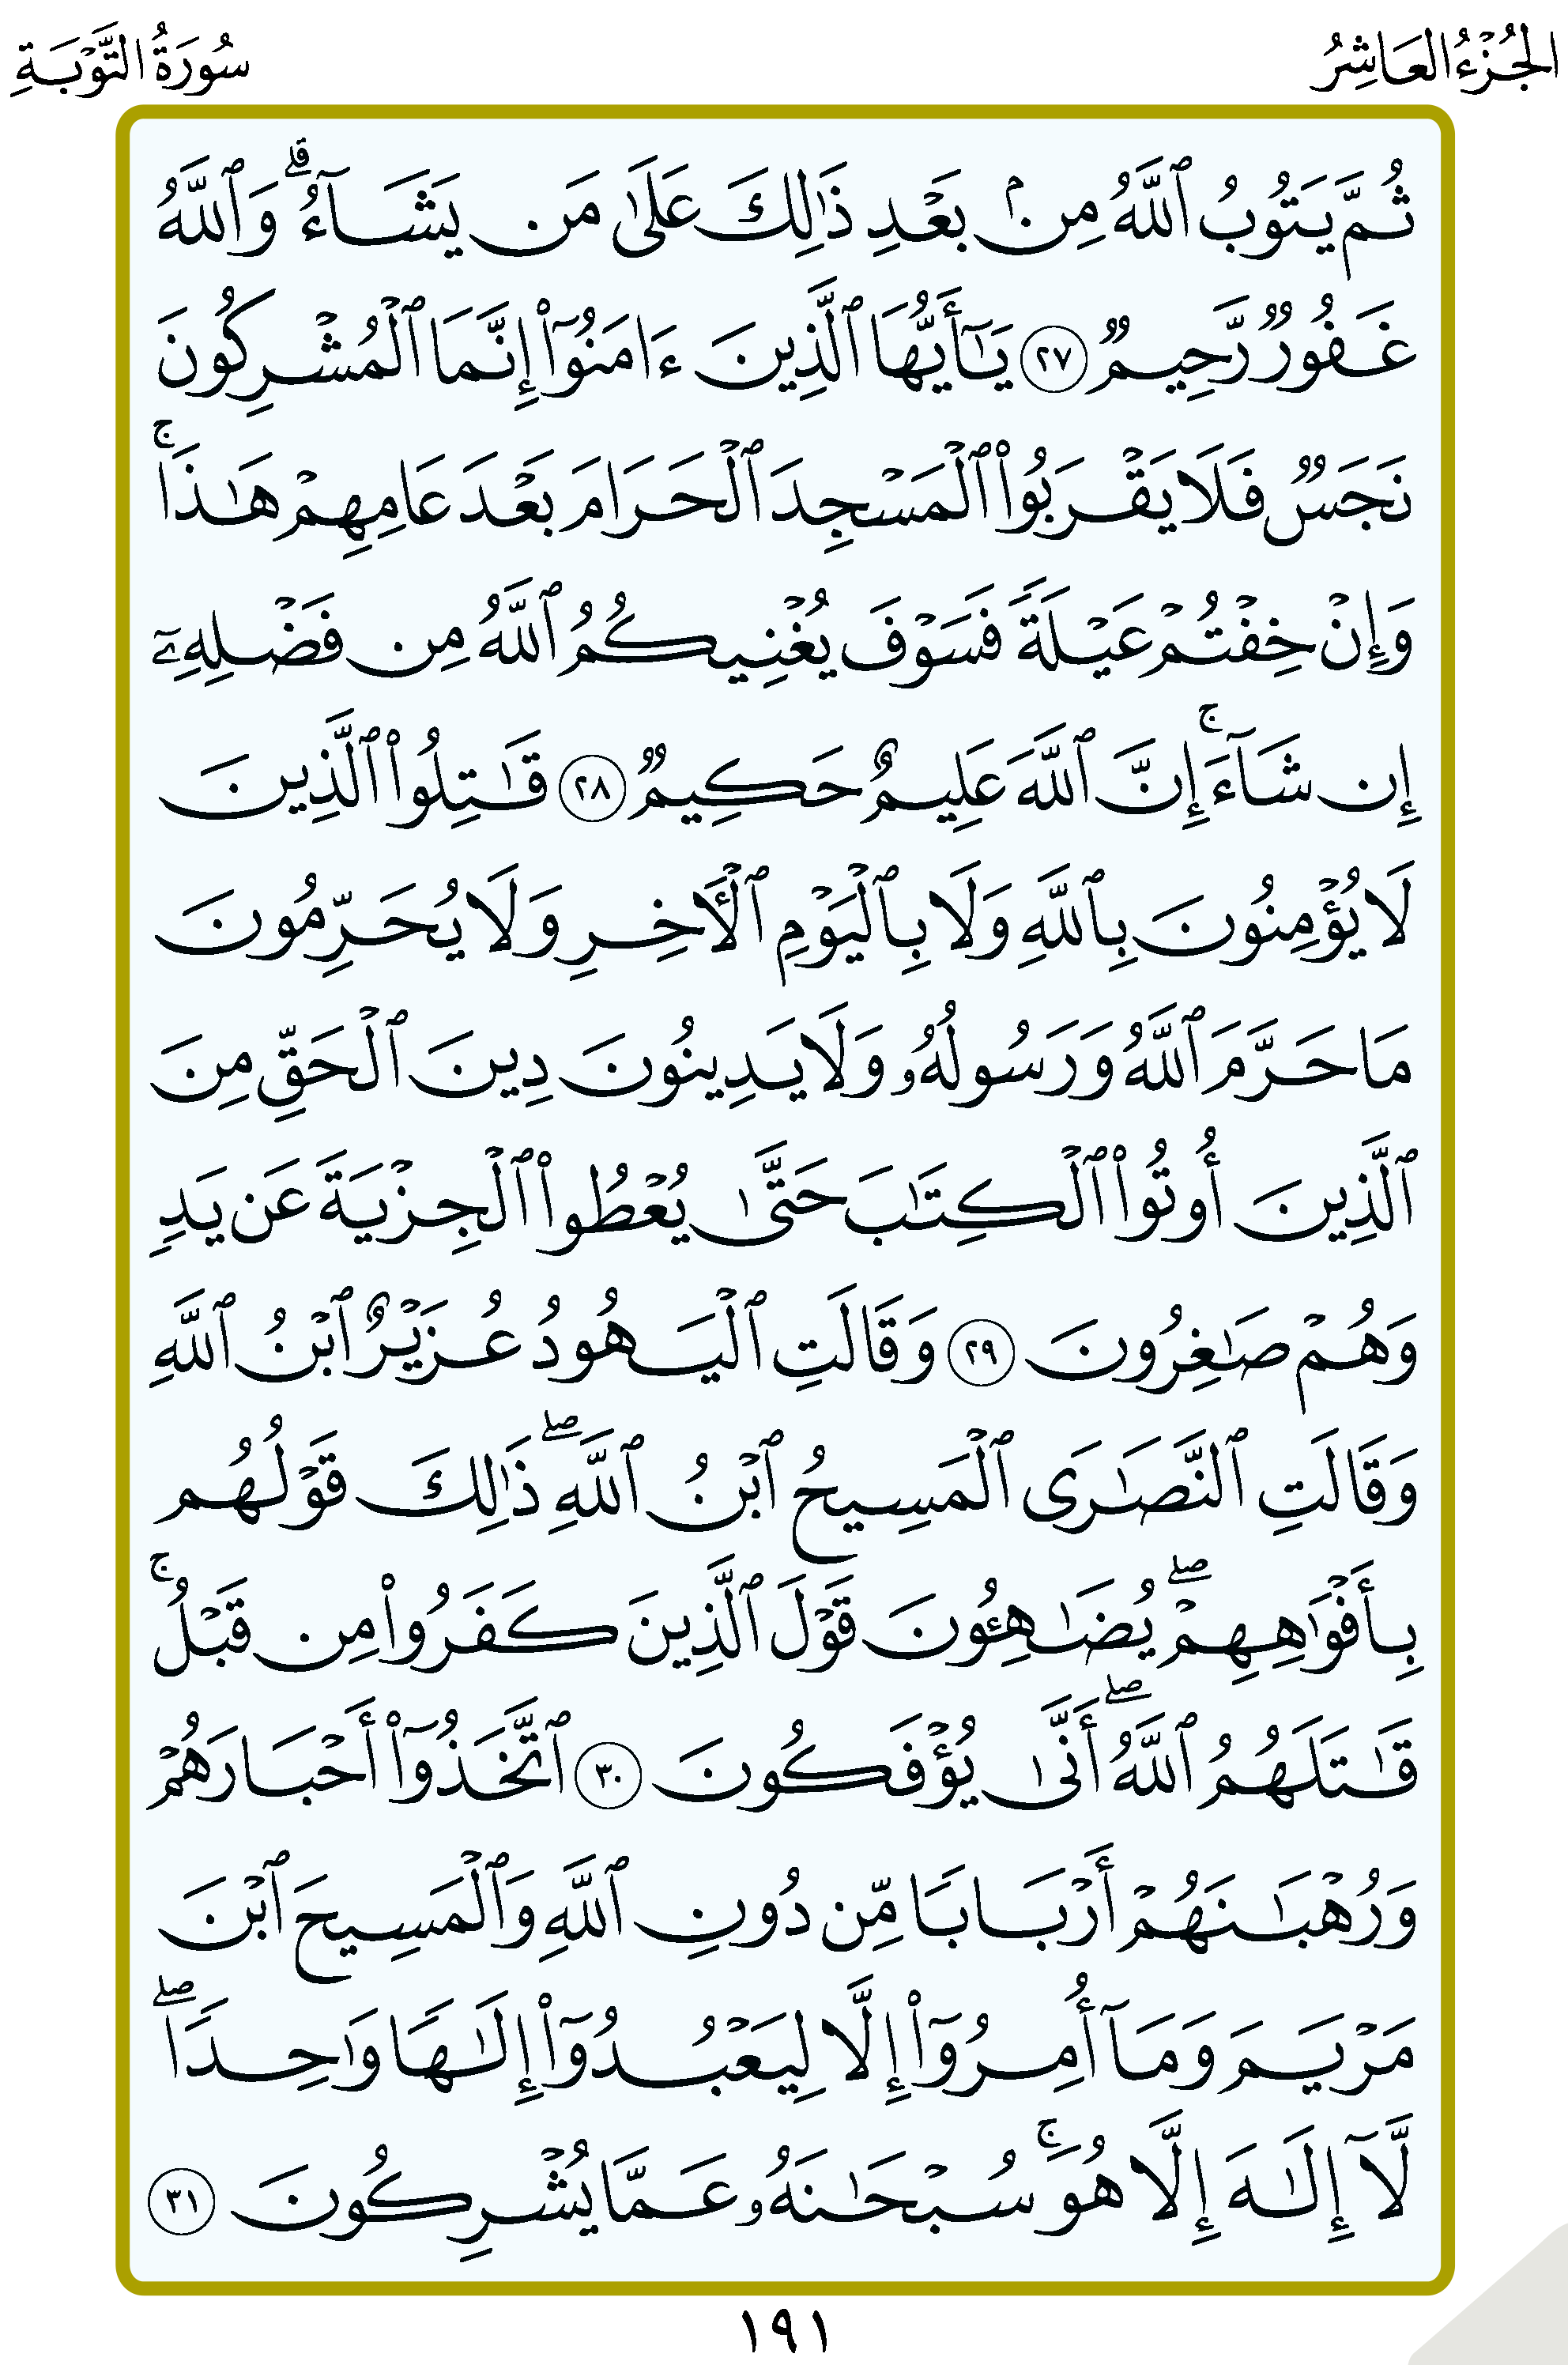 الجُزْءُ العَاشِرُ
سُورَةُ التَّوْبَةِ
ثُمَّ يَتُوبُ ٱللَّهُ مِنۢ بَعْدِ ذَٰلِكَ عَلَىٰ مَن يَشَآءُۗ وَٱللَّهُ
غَفُورٌ رَّحِيمٌ ٢٧ يَٰٓأَيُّهَا ٱلَّذِينَ ءَامَنُوٓا۟ إِنَّمَا ٱلْمُشْرِكُونَ
نَجَسٌ فَلَا يَقْرَبُوا۟ ٱلْمَسْجِدَ ٱلْحَرَامَ بَعْدَ عَامِهِمْ هَٰذَاۚ
وَإِنْ خِفْتُمْ عَيْلَةً فَسَوْفَ يُغْنِيكُمُ ٱللَّهُ مِن فَضْلِهِۦٓ
إِن شَآءَۚ إِنَّ ٱللَّهَ عَلِيمٌ حَكِيمٌ ٢٨ قَٰتِلُوا۟ ٱلَّذِينَ
لَا يُؤْمِنُونَ بِٱللَّهِ وَلَا بِٱلْيَوْمِ ٱلْأَخِرِ وَلَا يُحَرِّمُونَ
مَا حَرَّمَ ٱللَّهُ وَرَسُولُهُۥ وَلَا يَدِينُونَ دِينَ ٱلْحَقِّ مِنَ
ٱلَّذِينَ أُوتُوا۟ ٱلْكِتَٰبَ حَتَّىٰ يُعْطُوا۟ ٱلْجِزْيَةَ عَن يَدٍ
وَهُمْ صَٰغِرُونَ ٢٩ وَقَالَتِ ٱلْيَهُودُ عُزَيْرٌ ٱبْنُ ٱللَّهِ
وَقَالَتِ ٱلنَّصَٰرَى ٱلْمَسِيحُ ٱبْنُ ٱللَّهِۖ ذَٰلِكَ قَوْلُهُم
بِأَفْوَٰهِهِمْۖ يُضَٰهِـُٔونَ قَوْلَ ٱلَّذِينَ كَفَرُوا۟ مِن قَبْلُۚ
قَٰتَلَهُمُ ٱللَّهُۖ أَنَّىٰ يُؤْفَكُونَ ٣٠ ٱتَّخَذُوٓا۟ أَحْبَارَهُمْ
وَرُهْبَٰنَهُمْ أَرْبَابًا مِّن دُونِ ٱللَّهِ وَٱلْمَسِيحَ ٱبْنَ
مَرْيَمَ وَمَآ أُمِرُوٓا۟ إِلَّا لِيَعْبُدُوٓا۟ إِلَٰهًا وَٰحِدًاۖ
لَّآ إِلَٰهَ إِلَّا هُوَۚ سُبْحَٰنَهُۥ عَمَّا يُشْرِكُونَ ٣١
١٩١